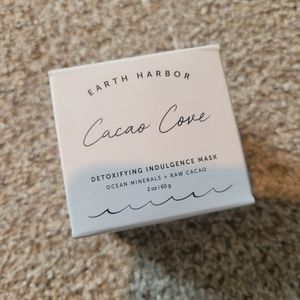 EARTH HARBOR
Cacao Cove
DETOXIFYING INDULGENCE MASK
OCEAN MINERALS + RAW CACAO
2 oz | 60 g